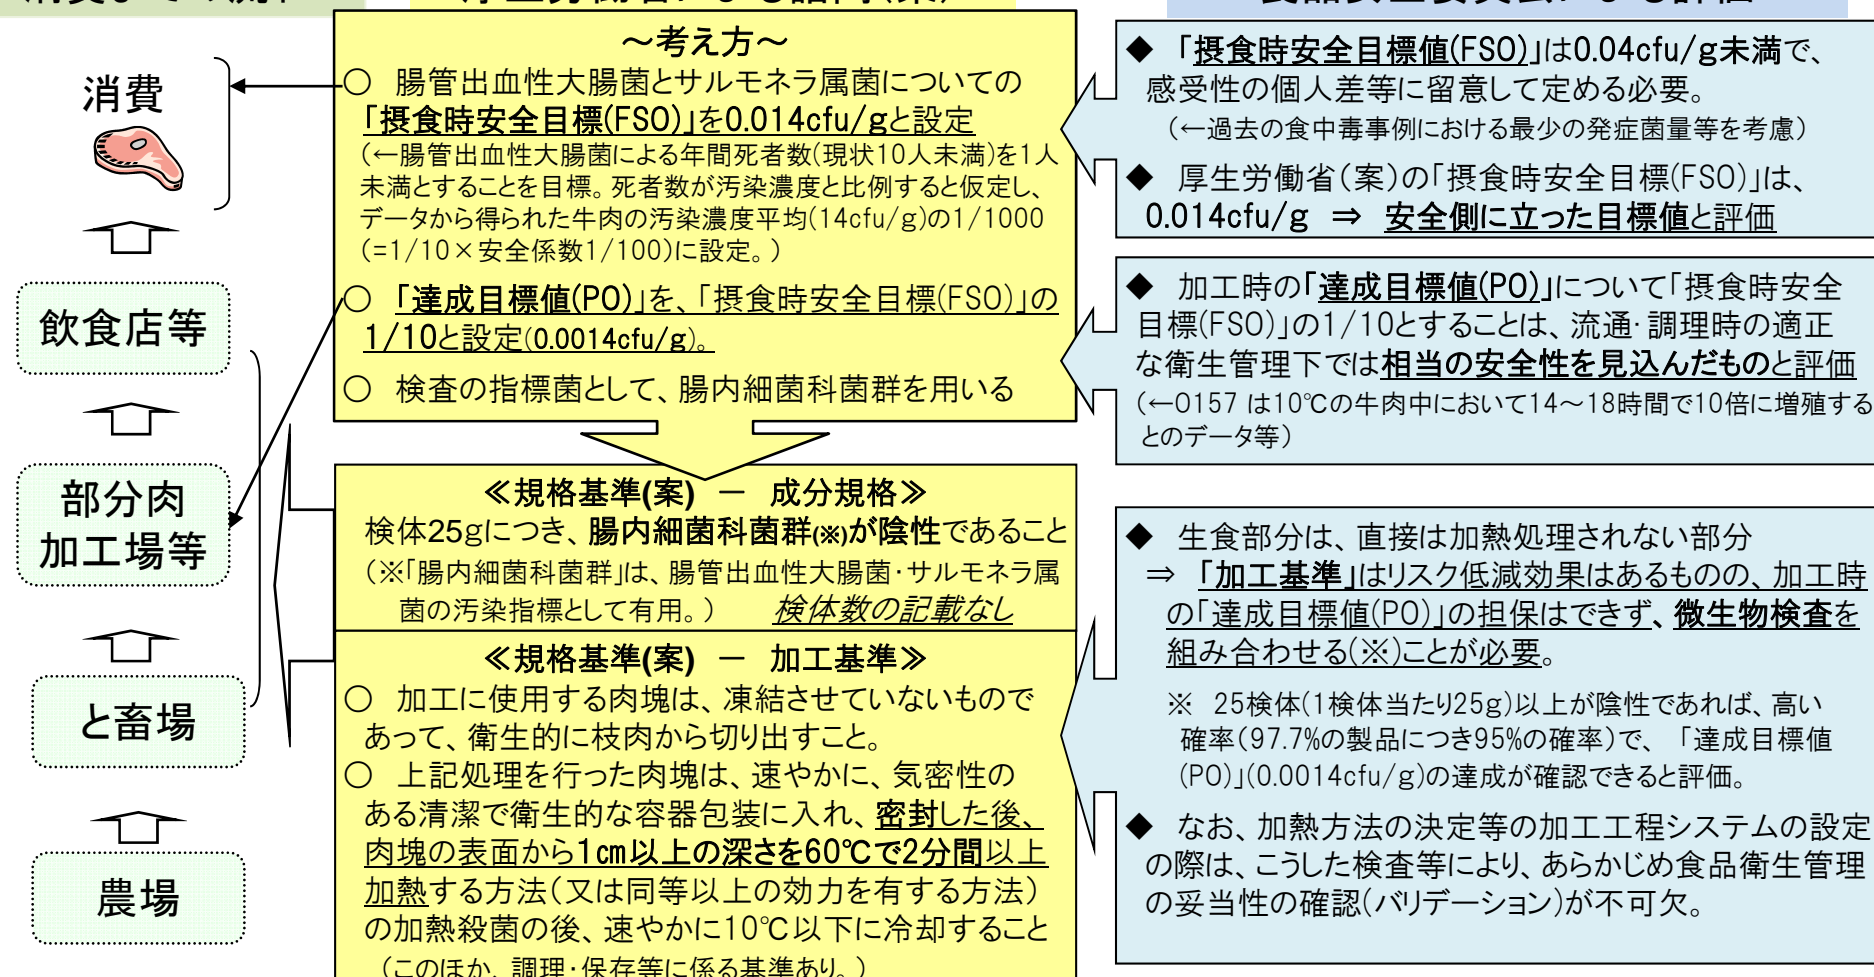 消費
飲食店等
部分肉
加工場等
と畜場
農場
～考え方～
○ 腸管出血性大腸菌とサルモネラ属菌についての
「摂食時安全目標(FSO)」を0.014cfu/gと設定
(←腸管出血性大腸菌による年間死者数(現状10人未満)を1人
未満とすることを目標。死者数が汚染濃度と比例すると仮定し、
データから得られた牛肉の汚染濃度平均(14cfu/g)の1/1000
(=1/10×安全係数1/100)に設定。)
○ 「達成目標値(PO)」を、「摂食時安全目標(FSO)」の
1/10と設定(0.0014cfu/g)。
○ 検査の指標菌として、腸内細菌科菌群を用いる
≪規格基準(案) － 成分規格≫
検体25gにつき、腸内細菌科菌群(※)が陰性であること
(※「腸内細菌科菌群」は、腸管出血性大腸菌・サルモネラ属
菌の汚染指標として有用。) 検体数の記載なし
≪規格基準(案) － 加工基準≫
○ 加工に使用する肉塊は、凍結させていないもので
あって、衛生的に枝肉から切り出すこと。
○ 上記処理を行った肉塊は、速やかに、気密性の
ある清潔で衛生的な容器包装に入れ、密封した後、
肉塊の表面から1㎝以上の深さを60℃で2分間以上
加熱する方法(又は同等以上の効力を有する方法)
の加熱殺菌の後、速やかに10℃以下に冷却すること
(このほか、調理・保存等に係る基準あり。)
◆ 「摂食時安全目標値(FSO)」は0.04cfu/g未満で、
感受性の個人差等に留意して定める必要。
(←過去の食中毒事例における最少の発症菌量等を考慮)
◆ 厚生労働省(案)の「摂食時安全目標(FSO)」は、
0.014cfu/g ⇒ 安全側に立った目標値と評価
◆ 加工時の「達成目標値(PO)」について「摂食時安全
目標(FSO)」の1/10とすることは、流通・調理時の適正
な衛生管理下では相当の安全性を見込んだものと評価
(←O157 は10℃の牛肉中において14～18時間で10倍に増殖する
とのデータ等)
◆ 生食部分は、直接は加熱処理されない部分
⇒ 「加工基準」はリスク低減効果はあるものの、加工時
の「達成目標値(PO)」の担保はできず、微生物検査を
組み合わせる(※)ことが必要。
※ 25検体(1検体当たり25g)以上が陰性であれば、高い
確率(97.7%の製品につき95%の確率)で、「達成目標値
(PO)」(0.0014cfu/g)の達成が確認できると評価。
◆ なお、加熱方法の決定等の加工工程システムの設定
の際は、こうした検査等により、あらかじめ食品衛生管理
の妥当性の確認(バリデーション)が不可欠。